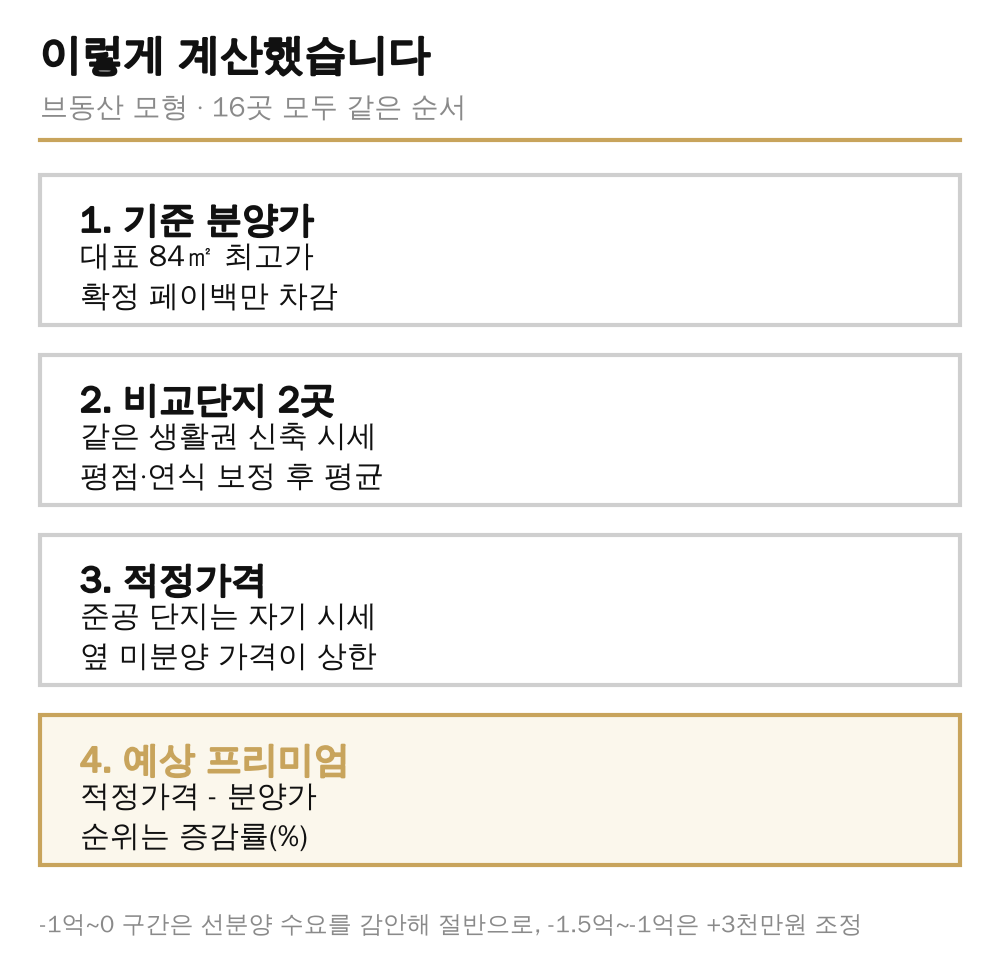 이렇게 계산했습니다
브동산 모형 · 16곳 모두 같은 순서
1. 기준 분양가
대표 84㎡ 최고가
확정 페이백만 차감
2. 비교단지 2곳
같은 생활권 신축 시세
평점·연식 보정 후 평균
3. 적정가격
준공 단지는 자기 시세
옆 미분양 가격이 상한
4. 예상 프리미엄
적정가격 - 분양가
순위는 증감률(%)
-1억~0 구간은 선분양 수요를 감안해 절반으로, -1.5억~-1억은 +3천만원 조정